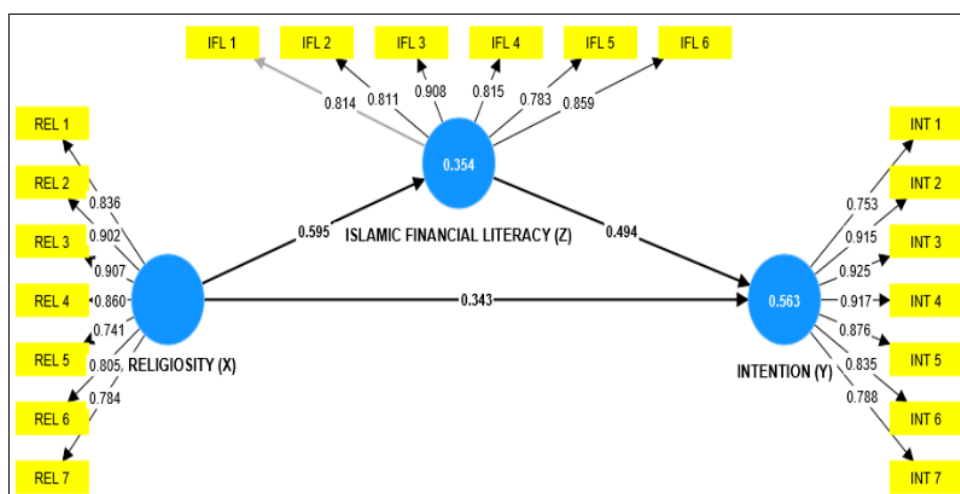 IFL 1
IFL 2
IFL 3
IFL 4
IFL 5
IFL 6
0.814
0.811
0.908
0.815
0.783
0.859
REL 1
REL 2
REL 3
REL 4
REL 5
REL 6
REL 7
0.836
0.902
0.907
0.860
0.741
0.805
0.784
RELIGIOSITY (X)
0.595
0.354
ISLAMIC FINANCIAL LITERACY (Z)
0.494
0.343
0.563
INTENTION (Y)
0.753
0.915
0.925
0.917
0.876
0.835
0.788
INT 1
INT 2
INT 3
INT 4
INT 5
INT 6
INT 7